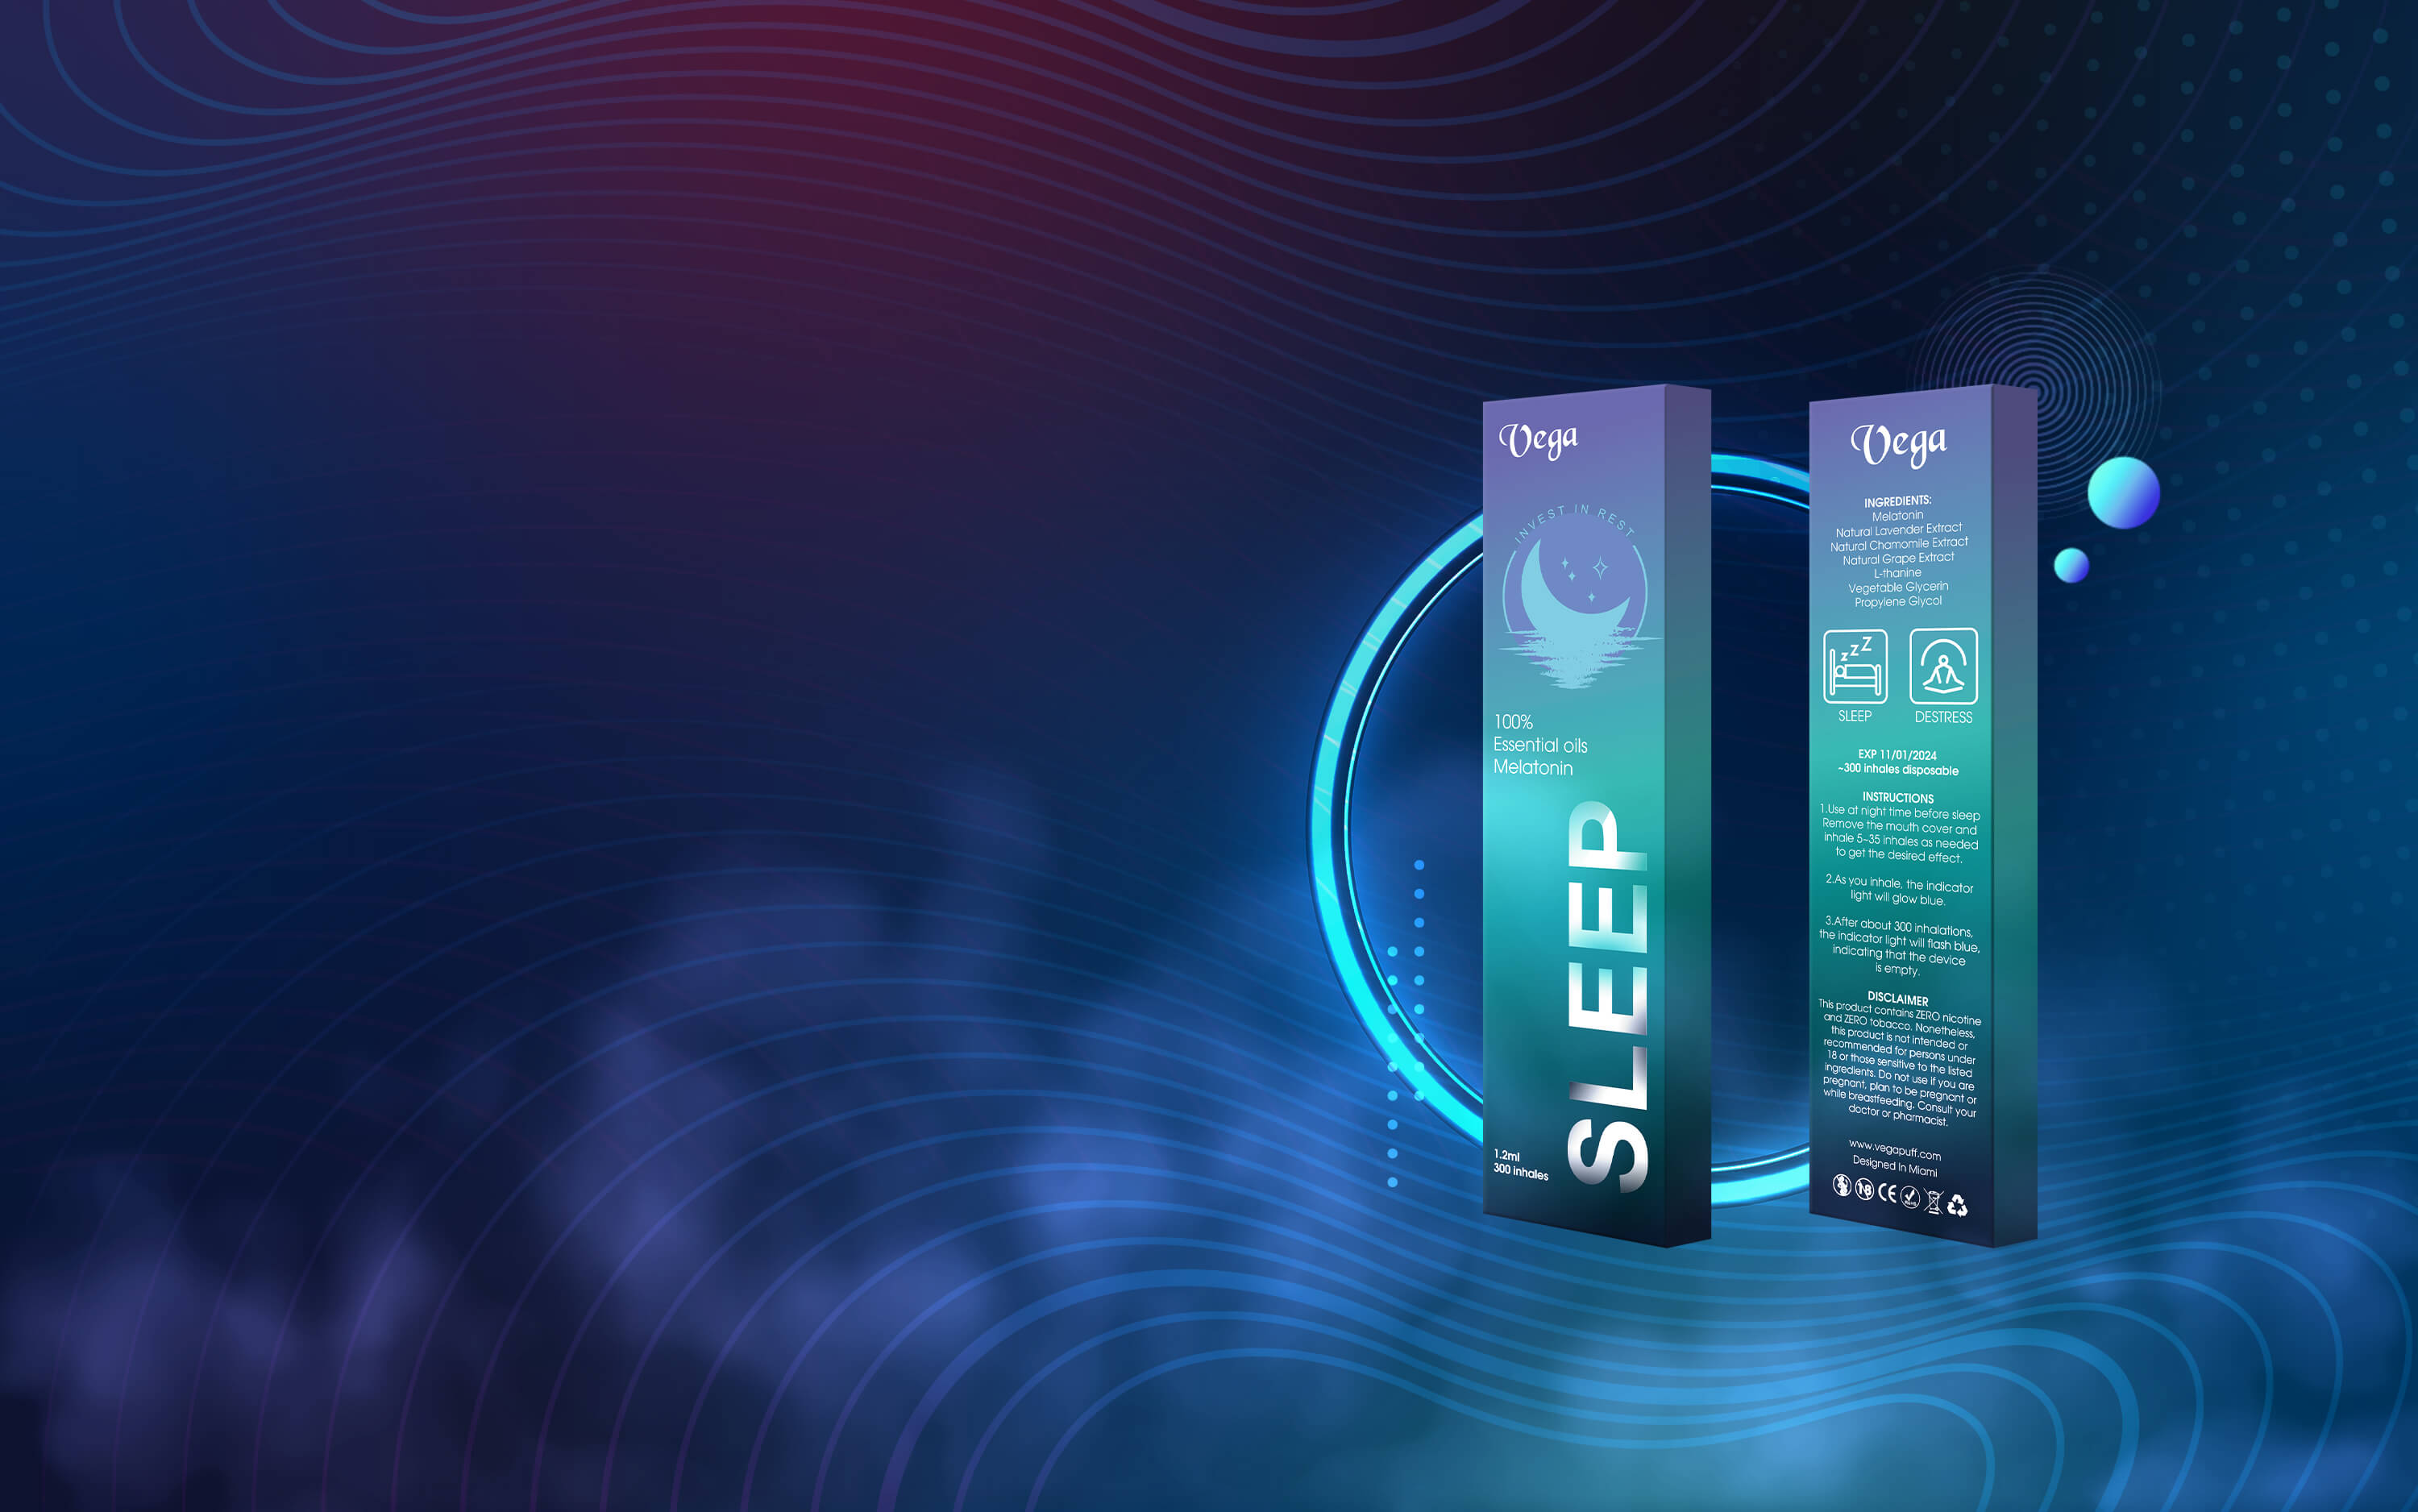 Vega
INVEST IN REST
100%
Essential oils
Melatonin
SLEEP
1.2ml
300 inhales
Vega
INGREDIENTS:
Melatonin
Natural Lavender Extract
Natural Chamomile Extract
Natural Grape Extract
L-thanine
Vegetable Glycerin
Propylene Glycol
zzZ
SLEEP
DESTRESS
EXP 11/01/2024
~300 inhales disposable
INSTRUCTIONS
1.Use at night time before sleep
Remove the mouth cover and
inhale 5~35 inhales as needed
to get the desired effect.
2.As you inhale, the indicator
light will glow blue.
3.After about 300 inhalations,
the indicator light will flash blue,
indicating that the device
is empty.
DISCLAIMER
This product contains ZERO nicotine
and ZERO tobacco. Nonetheless,
this product is not intended or
recommended for persons under
18 or those sensitive to the listed
ingredients. Do not use if you are
pregnant, plan to be pregnant or
while breastfeeding. Consult your
doctor or pharmacist.
www.vegapuff.com
Designed In Miami
18 CE